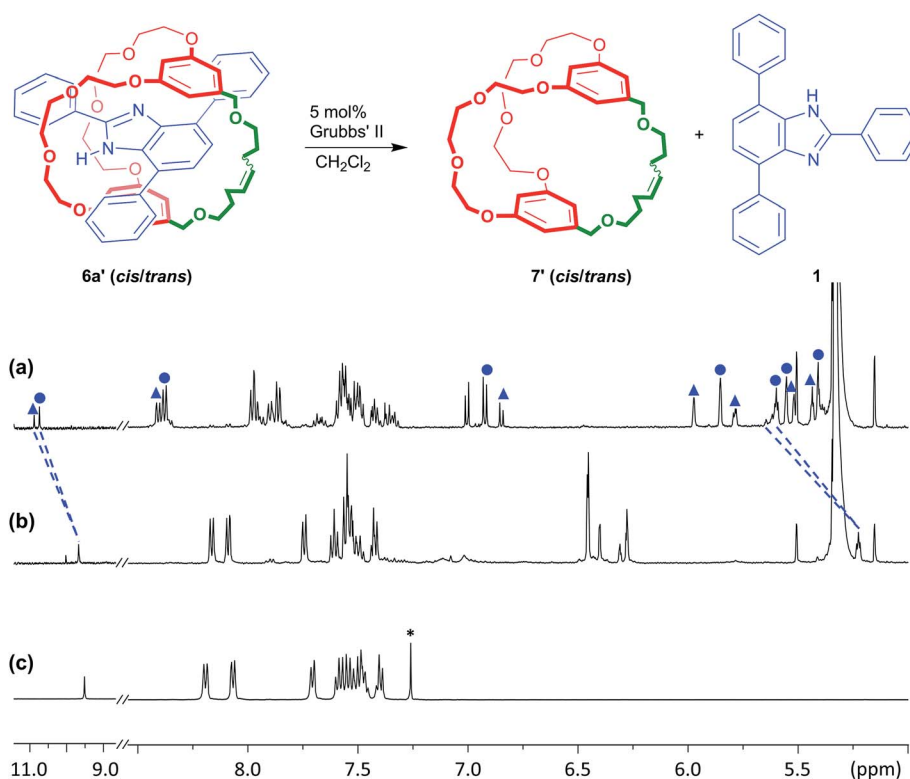 5 mol%
Grubbs' II
CH2Cl2
+
O O O O O O O O O O
N
N
H
O O O O O O O O O O
NH
N
6a' (cis/trans)
7' (cis/trans)
1
(a)
(b)
(c)
*
11.0 9.0 8.0 7.5 7.0 6.5 6.0 5.5 (ppm)